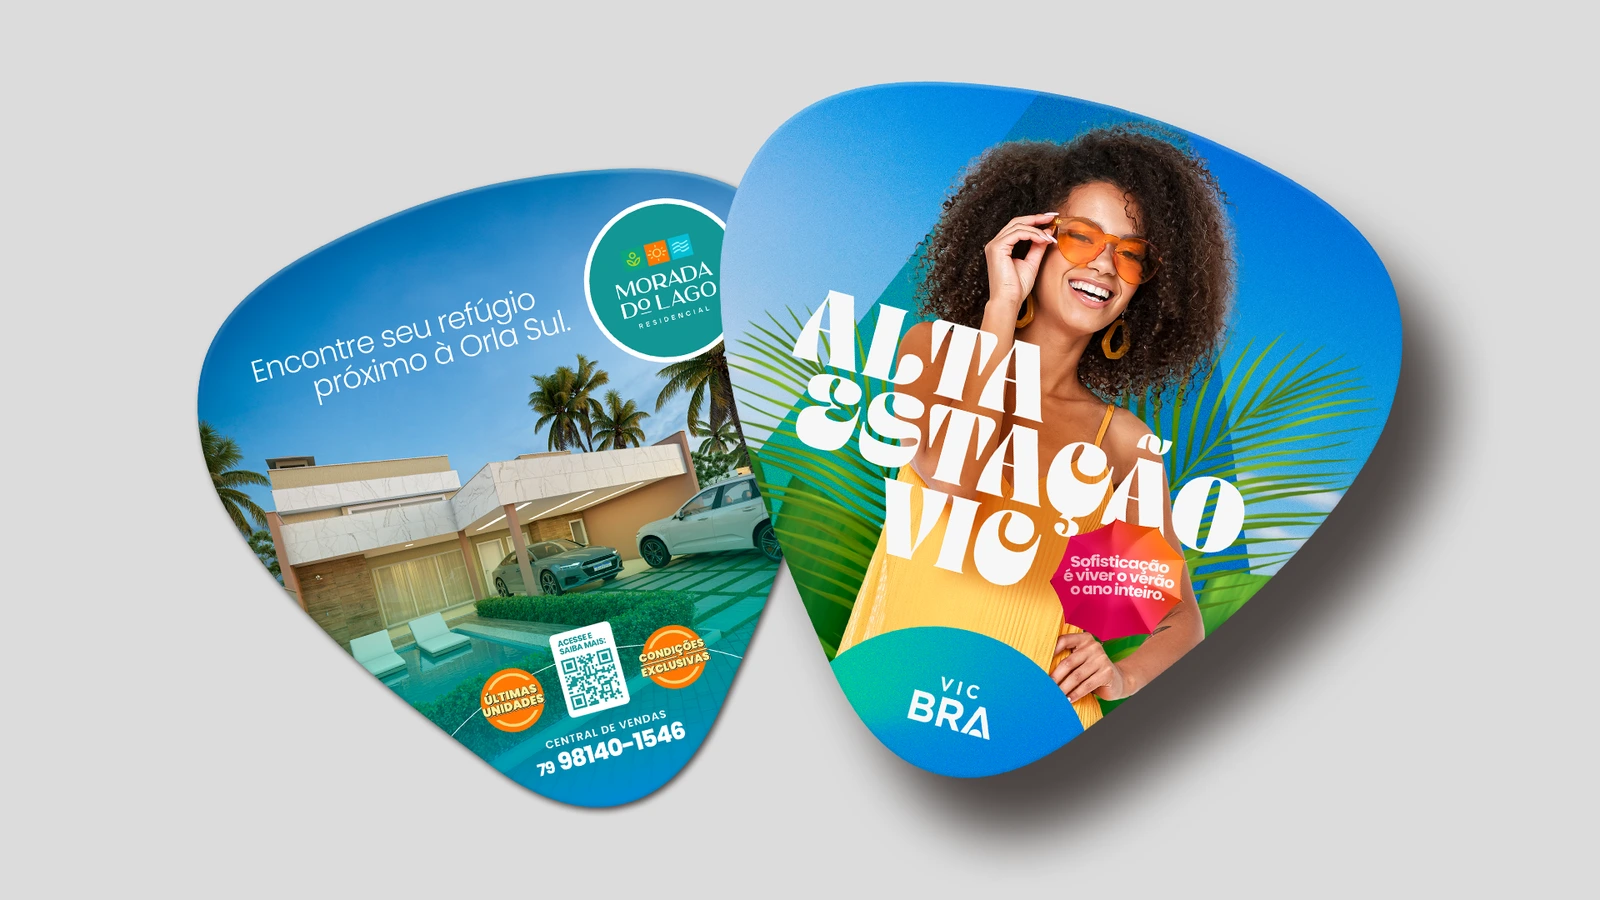 Encontre seu refúgio
próximo à Orla Sul.
MORADA
DO LAGO
RESIDENCIAL
ÚLTIMAS
UNIDADES
ACESSE E
SAIBA MAIS:
CONDIÇÕES
EXCLUSIVAS
CENTRAL DE VENDAS
79 98140-1546
ALTA
ESTAÇÃO
VIC
Sofisticação
é viver o verão
o ano inteiro.
VIC
BRA